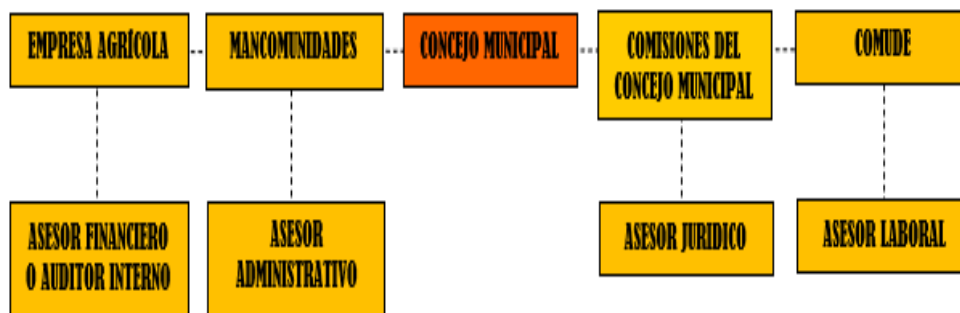 EMPRESA AGRÍCOLA
MANCOMUNIDADES
CONCEJO MUNICIPAL
COMISIONES DEL
CONCEJO MUNICIPAL
COMUDE
ASESOR FINANCIERO
O AUDITOR INTERNO
ASESOR
ADMINISTRATIVO
ASESOR JURIDICO
ASESOR LABORAL